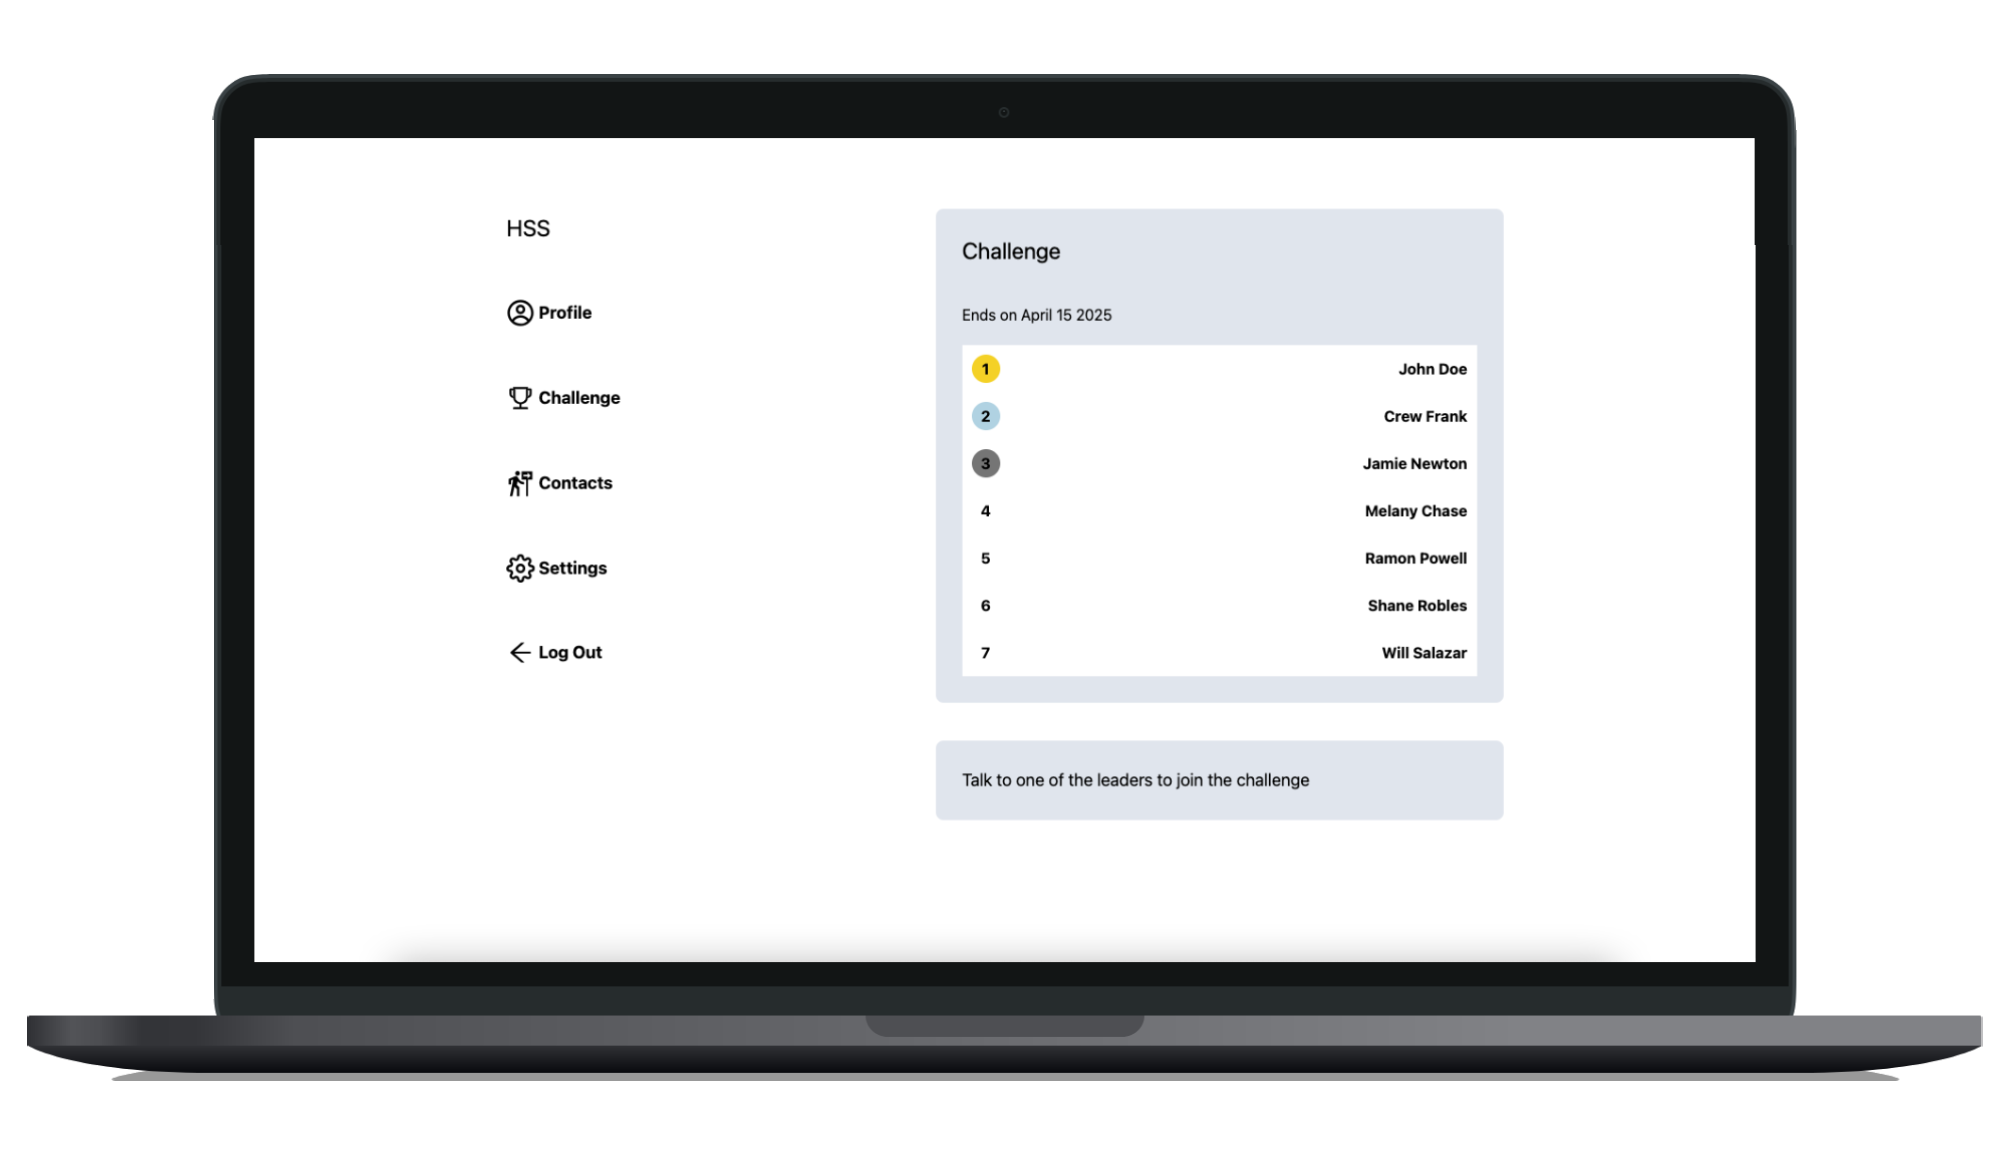 HSS
Profile
Challenge
Contacts
Settings
Log Out
Challenge
Ends on April 15 2025
1 John Doe
2 Crew Frank
3 Jamie Newton
4 Melany Chase
5 Ramon Powell
6 Shane Robles
7 Will Salazar
Talk to one of the leaders to join the challenge